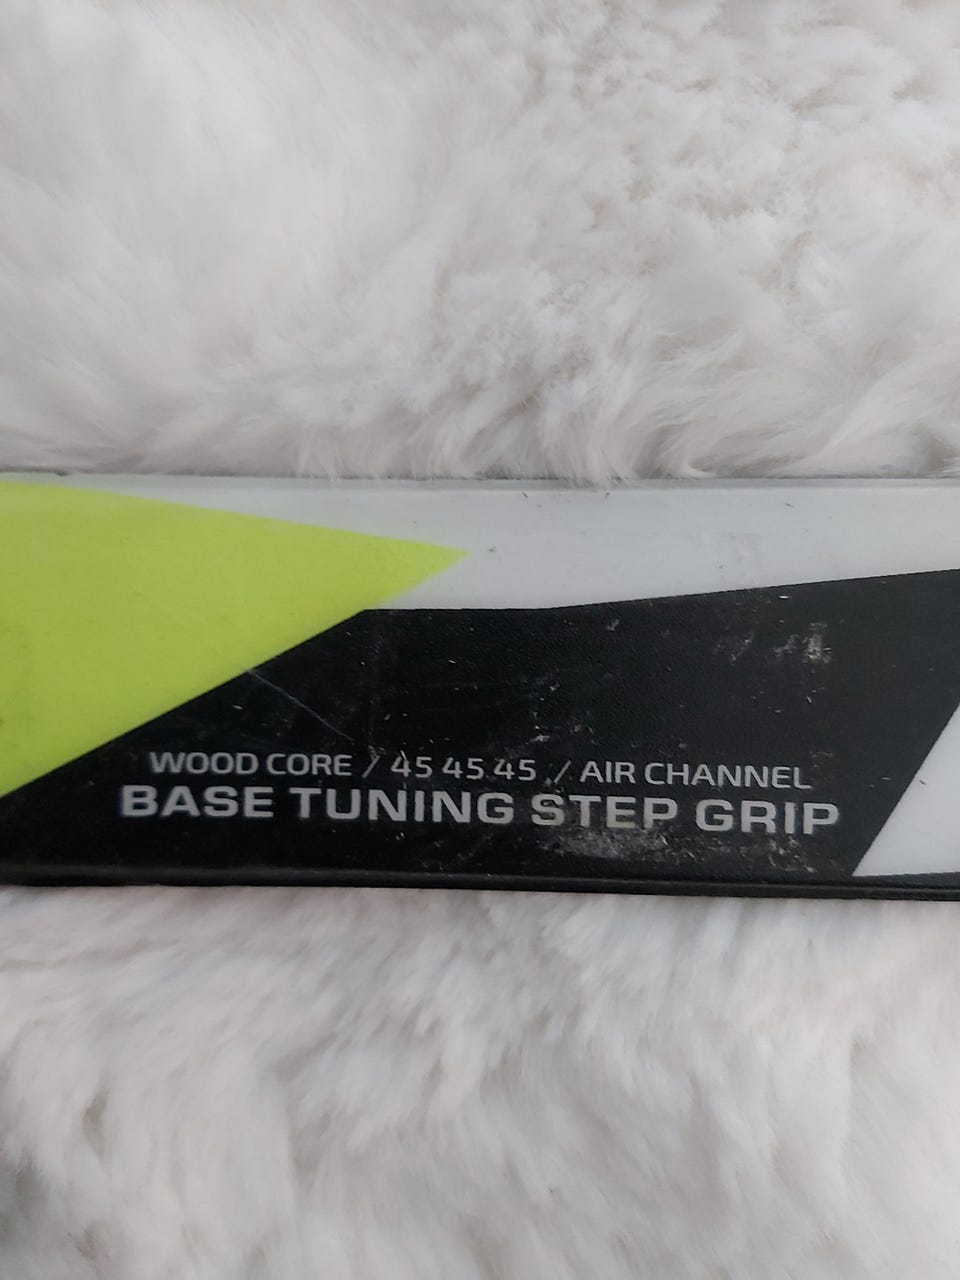 WOOD CORE / 45 45 45 / AIR CHANNEL
BASE TUNING STEP GRIP